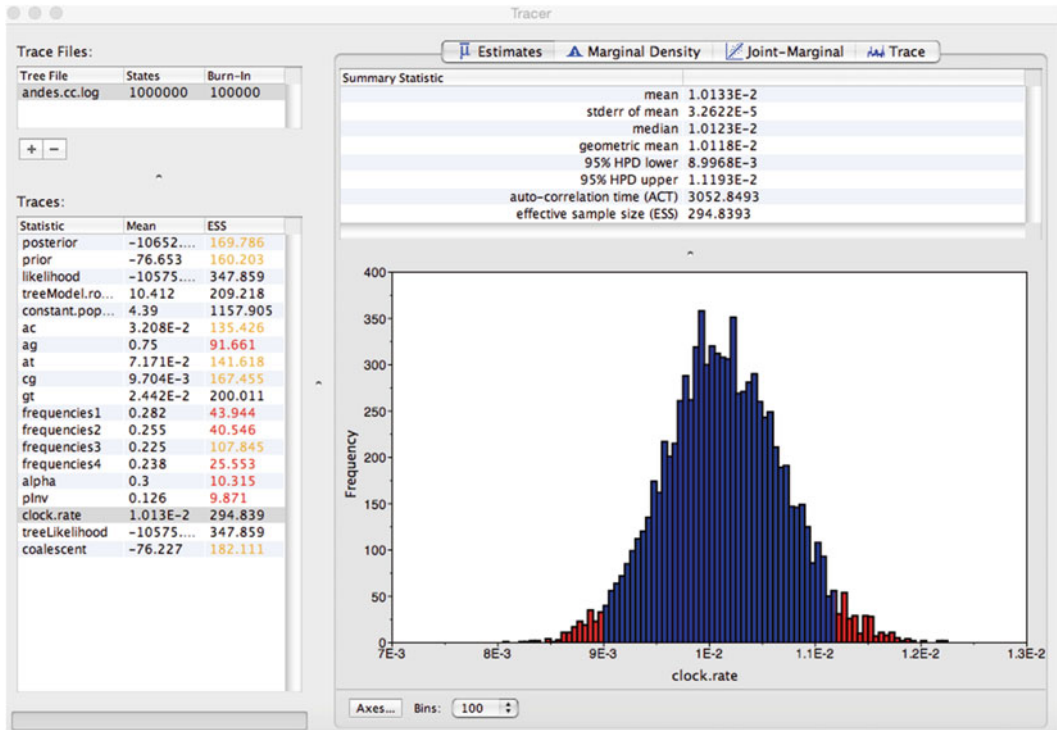 Tracer
Trace Files:
Tree File States Burn-In
andes.cc.log 1000000 100000
+ −
Traces:
Statistic Mean ESS
posterior -10652.... 169.786
prior -76.653 160.203
likelihood -10575.... 347.859
treeModel.ro... 10.412 209.218
constant.pop... 4.39 1157.905
ac 3.208E-2 135.426
ag 0.75 91.661
at 7.171E-2 141.618
cg 9.704E-3 167.455
gt 2.442E-2 200.011
frequencies1 0.282 43.944
frequencies2 0.255 40.546
frequencies3 0.225 107.845
frequencies4 0.238 25.553
alpha 0.3 10.315
pInv 0.126 9.871
clock.rate 1.013E-2 294.839
treeLikelihood -10575.... 347.859
coalescent -76.227 182.111
μ Estimates Marginal Density Joint-Marginal Trace
Summary Statistic
mean 1.0133E-2
stderr of mean 3.2622E-5
median 1.0123E-2
geometric mean 1.0118E-2
95% HPD lower 8.9968E-3
95% HPD upper 1.1193E-2
auto-correlation time (ACT) 3052.8493
effective sample size (ESS) 294.8393
400
350
300
250
200
150
100
50
0
Frequency
7E-3 8E-3 9E-3 1E-2 1.1E-2 1.2E-2 1.3E-2
clock.rate
Axes... Bins: 100